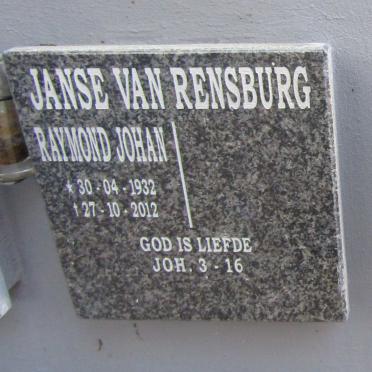 JANSE VAN RENSBURG
RAYMOND JOHAN
* 30 - 04 - 1932
† 27 - 10 - 2012
GOD IS LIEFDE
JOH. 3 - 16